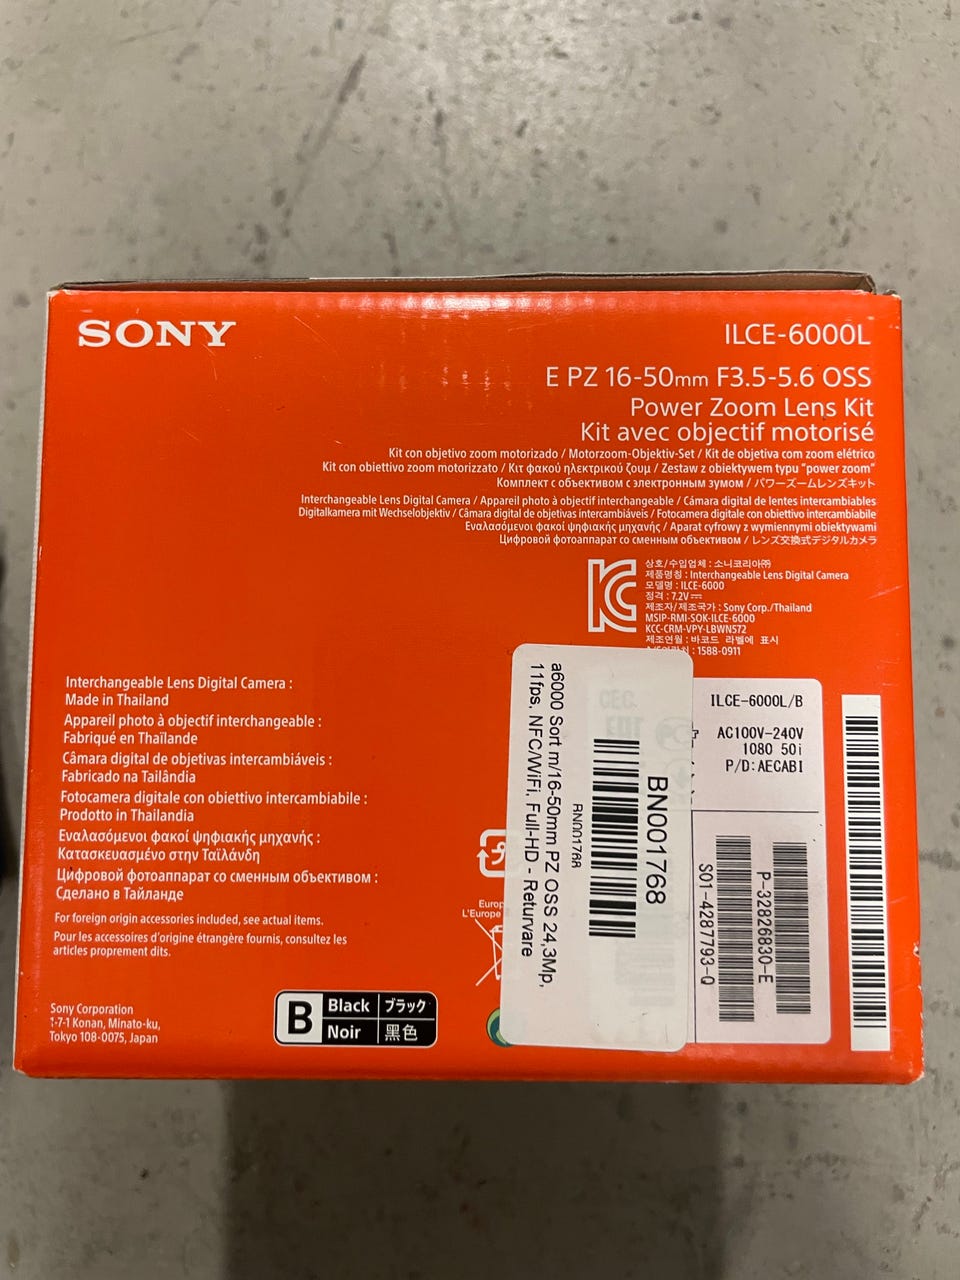 SONY
ILCE-6000L
E PZ 16-50mm F3.5-5.6 OSS
Power Zoom Lens Kit
Kit avec objectif motorisé
Kit con objetivo zoom motorizado / Motorzoom-Objektiv-Set / Kit de objetiva com zoom elétrico
Kit con obiettivo zoom motorizzato / Κιτ φακού ηλεκτρικού ζουμ / Zestaw z obiektywem typu "power zoom"
Комплект с объективом с электронным зумом / パワーズームレンズキット
Interchangeable Lens Digital Camera / Appareil photo à objectif interchangeable / Cámara digital de lentes intercambiables
Digitalkamera mit Wechselobjektiv / Câmara digital de objetivas intercambiáveis / Fotocamera digitale con obiettivo intercambiabile
Εναλασόμενοι φακοί ψηφιακής μηχανής / Aparat cyfrowy z wymiennymi obiektywami
Цифровой фотоаппарат со сменным объективом / レンズ交換式デジタルカメラ
상호/수입업체 : 소니코리아㈜
제품명칭 : Interchangeable Lens Digital Camera
모델명 : ILCE-6000
정격 : 7.2V
제조자/제조국가 : Sony Corp./Thailand
MSIP-RMI-SOK-ILCE-6000
KCC-CRM-VPY-LBWN572
제조연월 : 바코드 라벨에 표시
: 1588-0911
Interchangeable Lens Digital Camera :
Made in Thailand
Appareil photo à objectif interchangeable :
Fabriqué en Thaïlande
Câmara digital de objetivas intercambiáveis :
Fabricado na Tailândia
Fotocamera digitale con obiettivo intercambiabile :
Prodotto in Thailandia
Εναλασόμενοι φακοί ψηφιακής μηχανής :
Κατασκευασμένο στην Ταϊλάνδη
Цифровой фотоаппарат со сменным объективом :
Сделано в Таиланде
For foreign origin accessories included, see actual items.
Pour les accessoires d'origine étrangère fournis, consultez les
articles proprement dits.
Sony Corporation
1-7-1 Konan, Minato-ku,
Tokyo 108-0075, Japan
B Black ブラック
Noir 黑色
L'Europe
a6000 Sort m/16-50mm PZ OSS 24,3Mp,
11fps, NFC/WiFi, Full-HD - Returvare
BN001768
BN001768
ILCE-6000L/B
AC100V-240V
1080 50i
P/D:AECABI
P-32826830-E
S01-4287793-Q